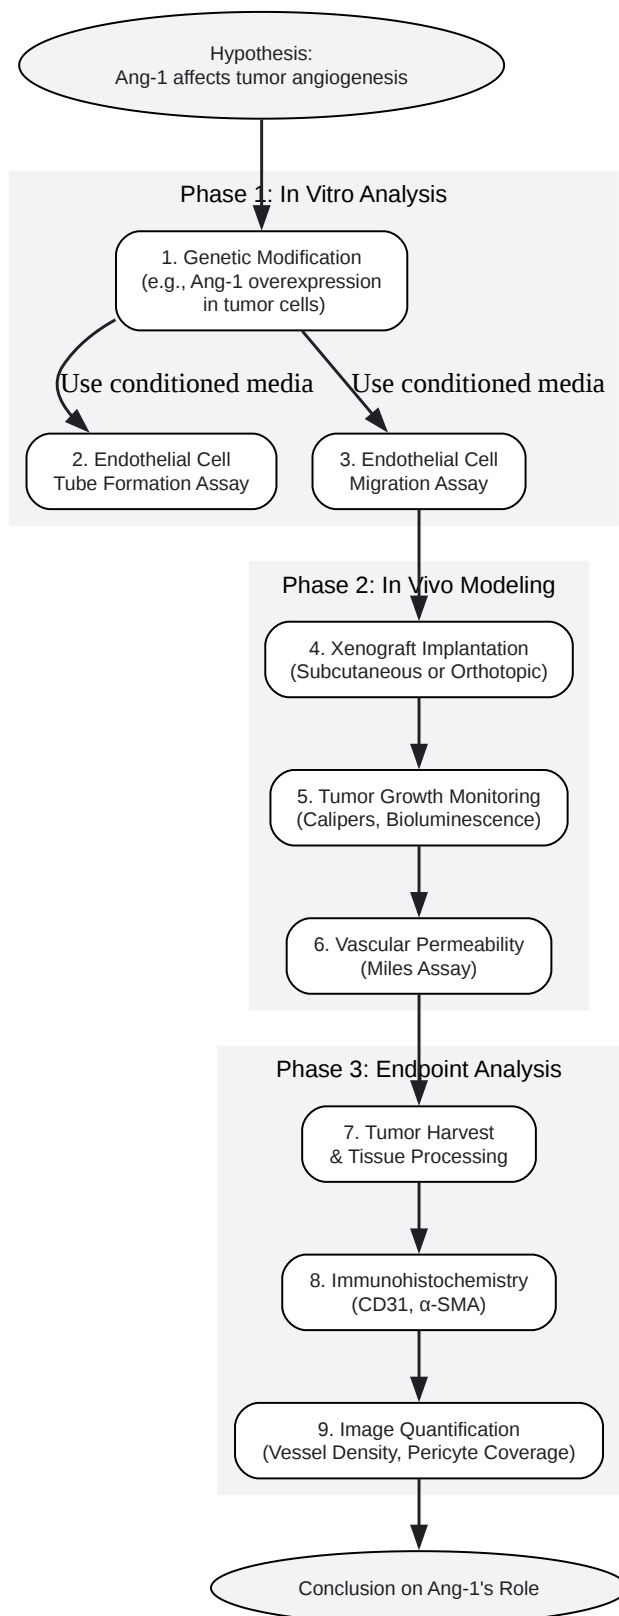 Hypothesis:
Ang-1 affects tumor angiogenesis
Phase 1: In Vitro Analysis
1. Genetic Modification
(e.g., Ang-1 overexpression
in tumor cells)
Use conditioned media
Use conditioned media
2. Endothelial Cell
Tube Formation Assay
3. Endothelial Cell
Migration Assay
Phase 2: In Vivo Modeling
4. Xenograft Implantation
(Subcutaneous or Orthotopic)
5. Tumor Growth Monitoring
(Calipers, Bioluminescence)
6. Vascular Permeability
(Miles Assay)
Phase 3: Endpoint Analysis
7. Tumor Harvest
& Tissue Processing
8. Immunohistochemistry
(CD31, α-SMA)
9. Image Quantification
(Vessel Density, Pericyte Coverage)
Conclusion on Ang-1's Role